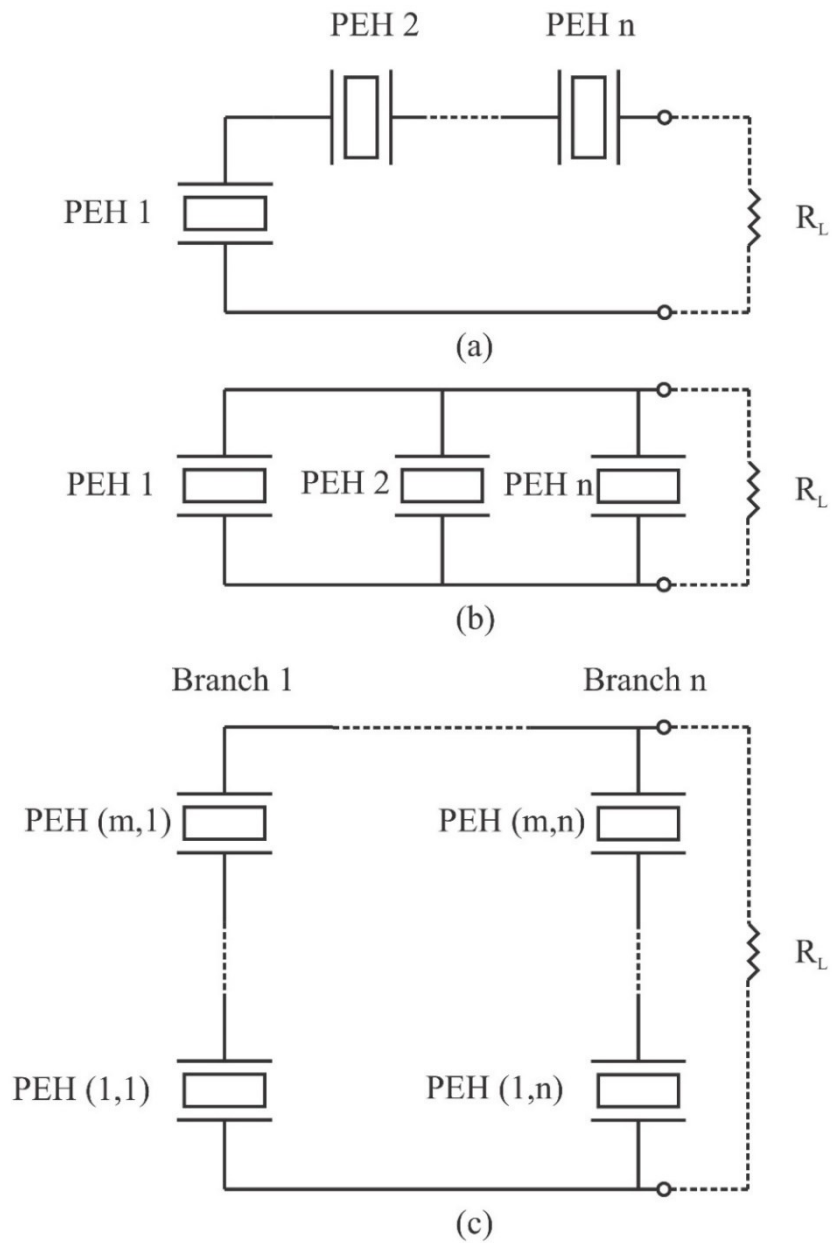 PEH 2 PEH n
PEH 1 R_L
(a)
PEH 1 PEH 2 PEH n R_L
(b)
Branch 1 Branch n
PEH (m,1) PEH (m,n)
R_L
PEH (1,1) PEH (1,n)
(c)